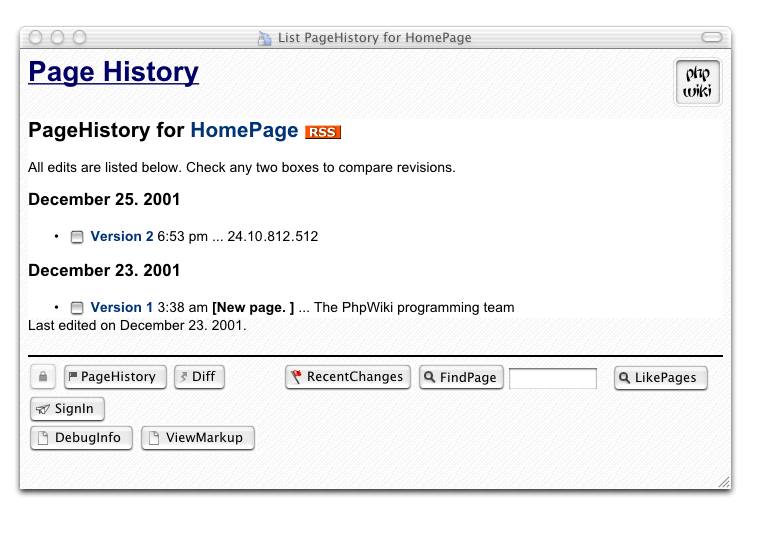 List PageHistory for HomePage
Page History
php
wiki
PageHistory for HomePage RSS
All edits are listed below. Check any two boxes to compare revisions.
December 25. 2001
• Version 2 6:53 pm ... 24.10.812.512
December 23. 2001
• Version 1 3:38 am [New page. ] ... The PhpWiki programming team
Last edited on December 23. 2001.
PageHistory Diff RecentChanges FindPage LikePages
SignIn
DebugInfo ViewMarkup